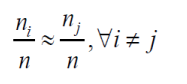 n_i/n ≈ n_j/n, ∀i ≠ j